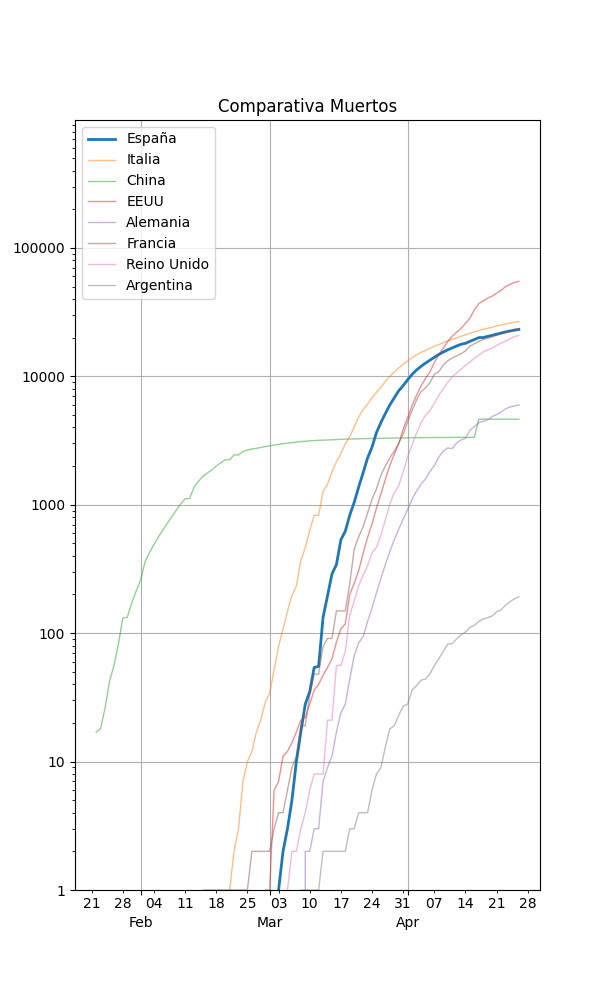 Comparativa Muertos
España
Italia
China
EEUU
Alemania
Francia
Reino Unido
Argentina
100000
10000
1000
100
10
1
21 28 04 11 18 25 03 10 17 24 31 07 14 21 28
Feb Mar Apr